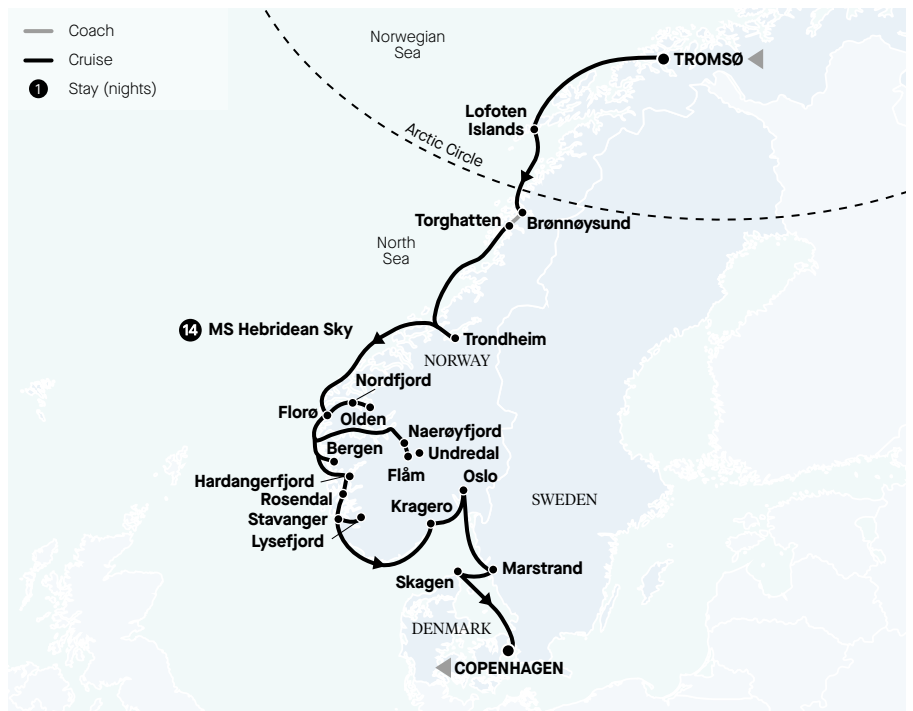 Coach
Cruise
1 Stay (nights)
Norwegian
Sea
TROMSØ
Lofoten
Islands
Arctic Circle
Torghatten
Brønnøysund
North
Sea
14 MS Hebridean Sky
Trondheim
NORWAY
Nordfjord
Florø
Olden
Naerøyfjord
Bergen
Undredal
Flåm
Oslo
Hardangerfjord
Rosendal
Kragero
SWEDEN
Stavanger
Lysefjord
Marstrand
Skagen
DENMARK
COPENHAGEN